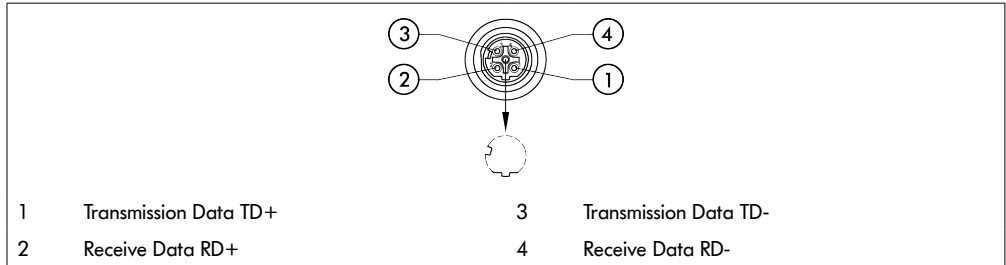 3 4
2 1
1 Transmission Data TD+ 3 Transmission Data TD-
2 Receive Data RD+ 4 Receive Data RD-